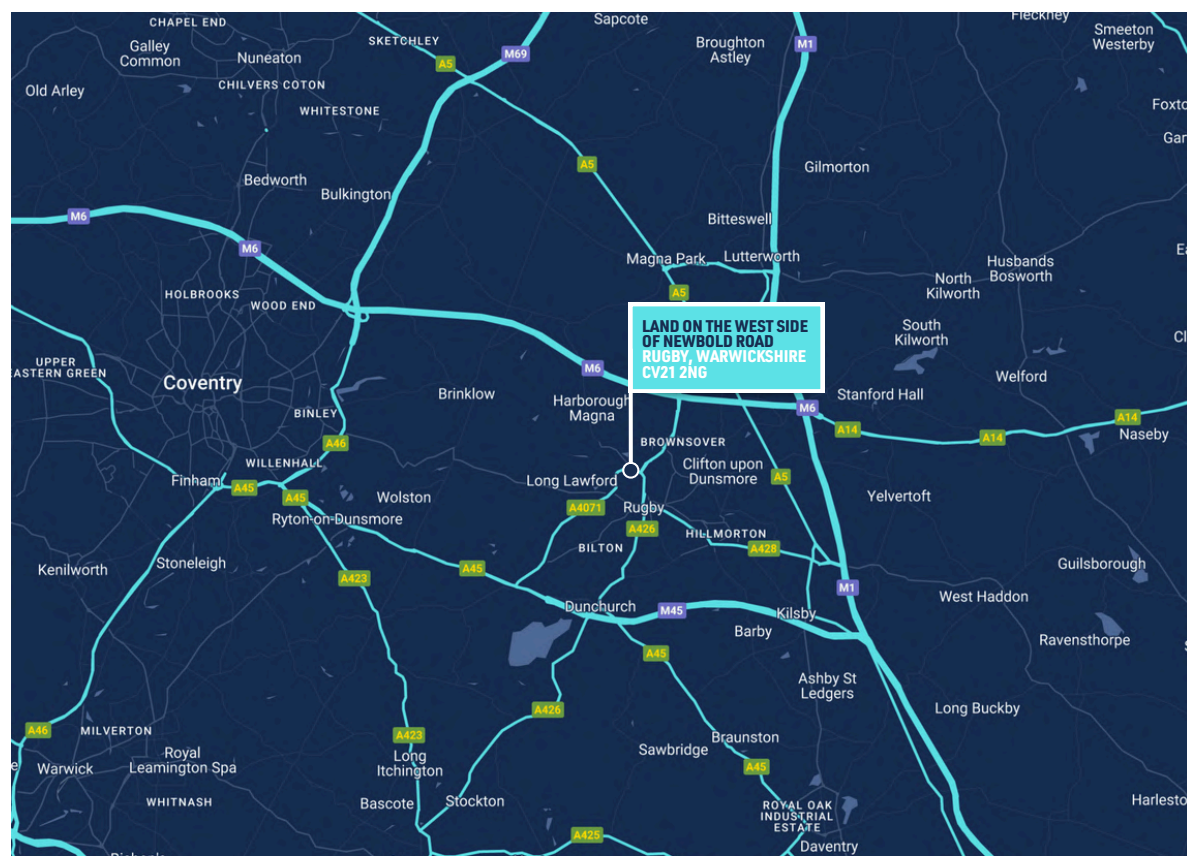 CHAPEL END
Sapcote
Fleckney
Smeeton
Westerby
SKETCHLEY
Galley
Common
Nuneaton
M69
Broughton
Astley
M1
A5
CHILVERS COTON
Old Arley
WHITESTONE
Foxto
Gar
A5
Gilmorton
Bedworth
Bulkington
M6
Bitteswell
M6
Magna Park
Lutterworth
Husbands
Bosworth
North
Kilworth
HOLBROOKS
WOOD END
A5
LAND ON THE WEST SIDE
OF NEWBOLD ROAD
RUGBY, WARWICKSHIRE
CV21 2NG
South
Kilworth
UPPER
EASTERN GREEN
Coventry
M6
Brinklow
Harborough
Magna
Stanford Hall
Welford
BINLEY
M6
A14
A14
A14
Naseby
A46
BROWNSOVER
WILLENHALL
Clifton upon
Dunsmore
A5
Finham
A45
A45
Wolston
Long Lawford
Yelvertoft
Ryton-on-Dunsmore
A4071
Rugby
A426
HILLMORTON
A428
BILTON
Kenilworth
Stoneleigh
A423
A45
Guilsborough
M1
West Haddon
Dunchurch
M45
Kilsby
Barby
Ravensthorpe
A45
Ashby St
Ledgers
A426
Long Buckby
A46
MILVERTON
A423
Sawbridge
Braunston
Royal
Leamington Spa
Long
Itchington
A45
Warwick
WHITNASH
Bascote
Stockton
ROYAL OAK
INDUSTRIAL
ESTATE
Harlesto
A425
Daventry